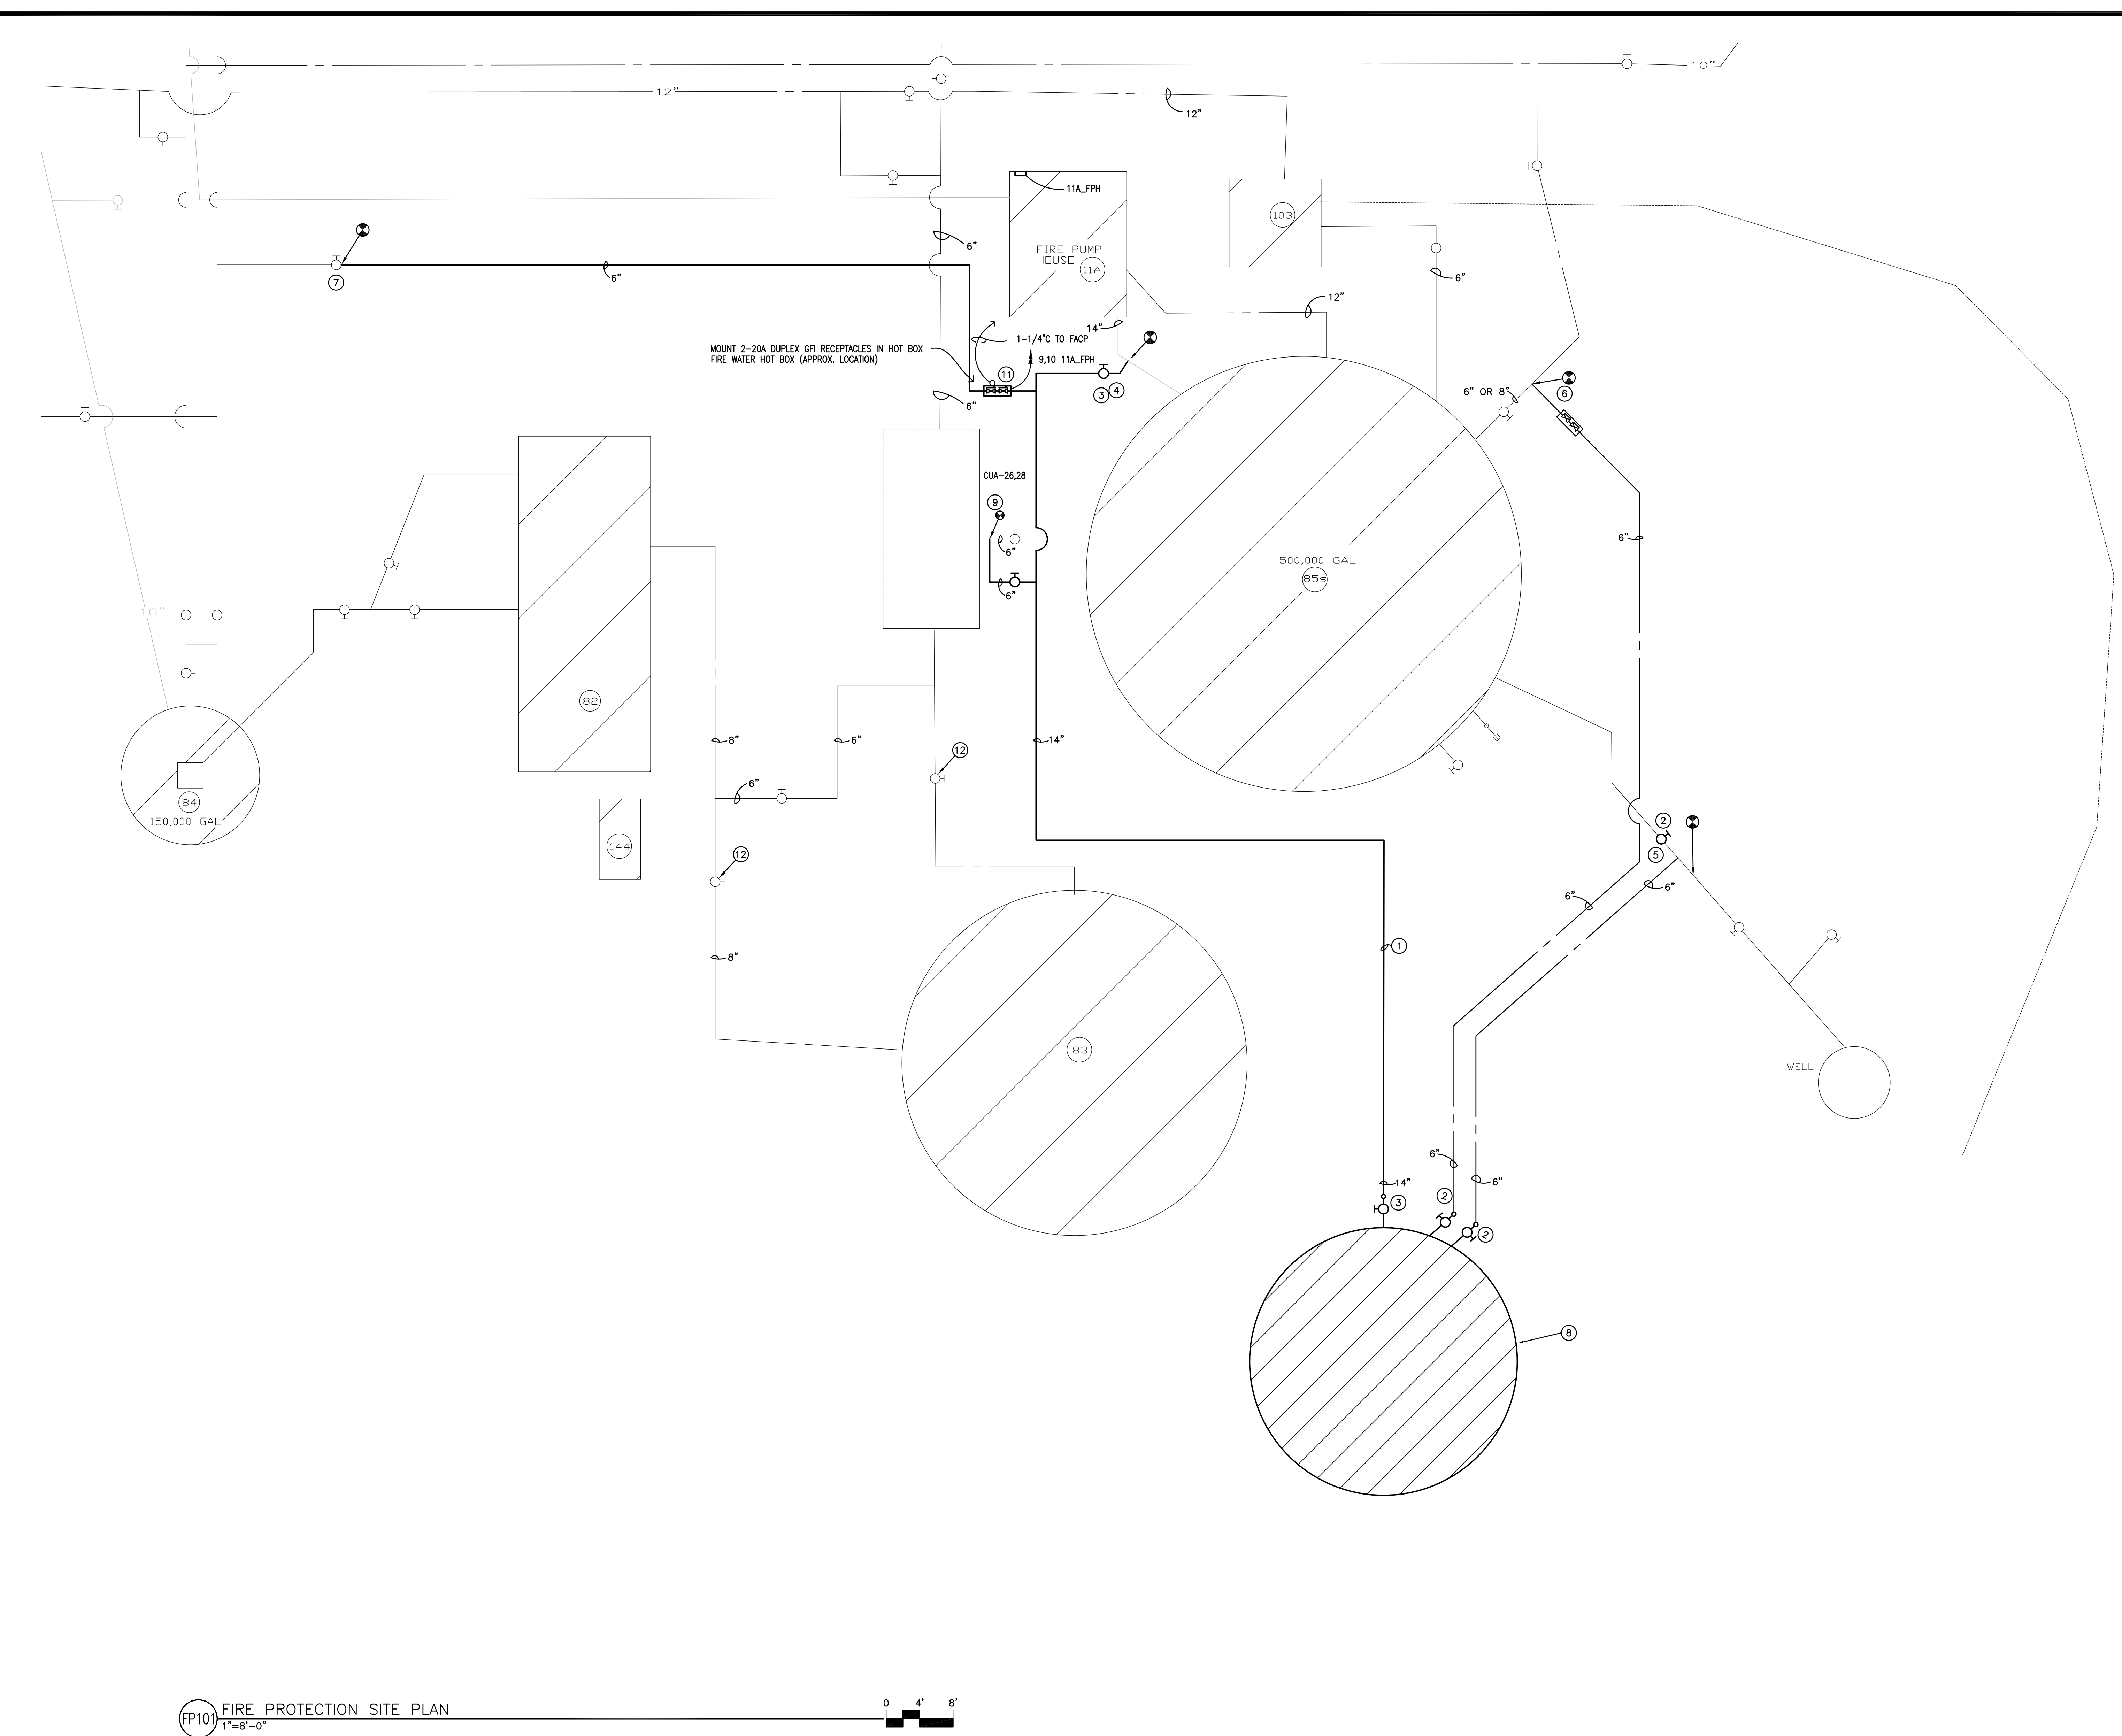 10"
12"
12"
11A_FPH
103
6"
FIRE PUMP
HOUSE 11A
6"
7
6"
12"
14"
1-1/4"C TO FACP
MOUNT 2-20A DUPLEX GFI RECEPTACLES IN HOT BOX
FIRE WATER HOT BOX (APPROX. LOCATION)
9,10 11A_FPH
11
3
4
6"
6" OR 8"
6
CUA-26,28
9
6"
6"
6"
500,000 GAL
85s
10"
82
8"
6"
14"
12
6"
84
150,000 GAL
144
12
2
5
6"
6"
8"
1
83
WELL
6"
14"
6"
3
2
2
8
FP101
FIRE PROTECTION SITE PLAN
1"=8'-0"
0 4' 8'